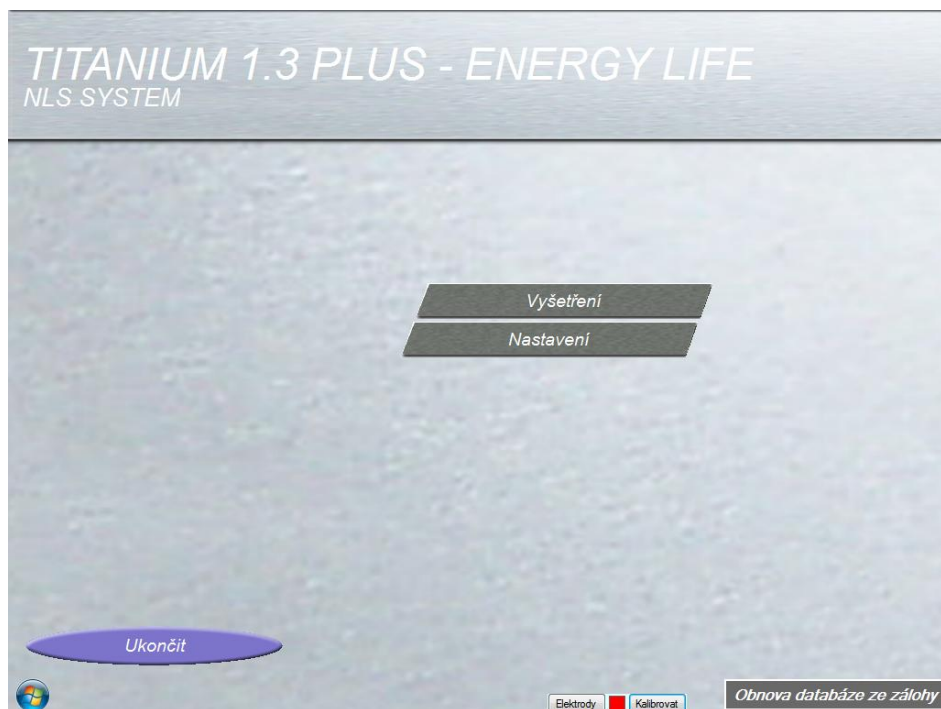 TITANIUM 1.3 PLUS - ENERGY LIFE
NLS SYSTEM
Vyšetření
Nastavení
Ukončit
Elektrody
Kalibrovat
Obnova databáze ze zálohy